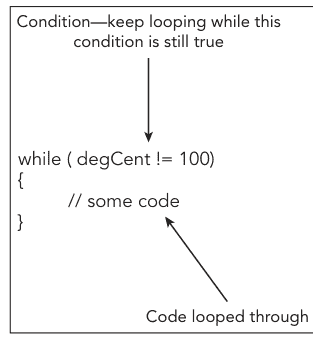 Condition—keep looping while this
condition is still true
while ( degCent != 100)
{
// some code
}
Code looped through